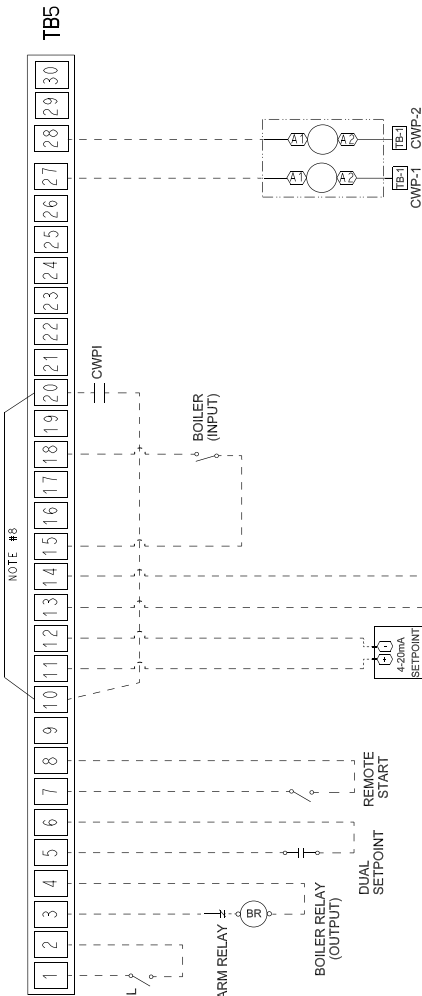 TB5
30
29
28
27
26
25
24
23
22
21
20
19
18
17
16
15
14
13
12
11
10
9
8
7
6
5
4
3
2
1
NOTE #8
A1
A2
TB-1
CWP-2
A1
A2
TB-1
CWP-1
CWPI
BOILER
(INPUT)
+
-
4-20mA
SETPOINT
REMOTE
START
DUAL
SETPOINT
BR
BOILER RELAY
(OUTPUT)
ARM RELAY
L